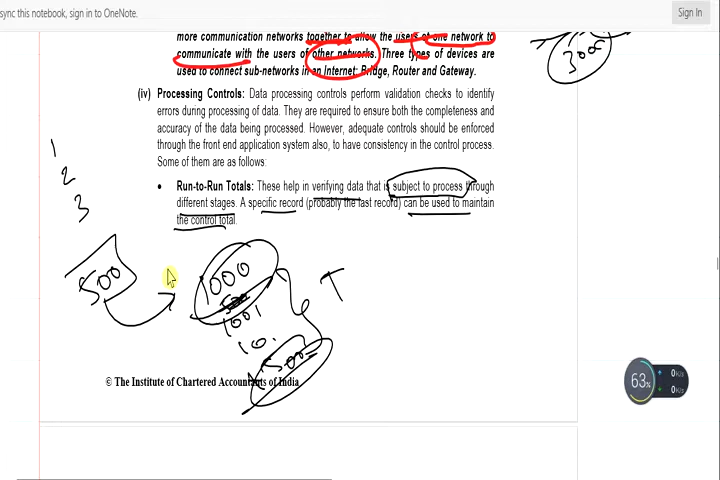 sync this notebook, sign in to OneNote.
Sign In
more communication networks together to allow the users of one network to
communicate with the users of other networks. Three types of devices are
used to connect sub-networks in an Internet: Bridge, Router and Gateway.
300
(iv) Processing Controls: Data processing controls perform validation checks to identify
errors during processing of data. They are required to ensure both the completeness and
accuracy of the data being processed. However, adequate controls should be enforced
through the front end application system also, to have consistency in the control process.
Some of them are as follows:
• Run-to-Run Totals: These help in verifying data that is subject to process through
different stages. A specific record (probably the last record) can be used to maintain
the control total.
1
2
3
500
1000
500
1001
10.
1500
T
© The Institute of Chartered Accountants of India
63%
0K/s
0K/s